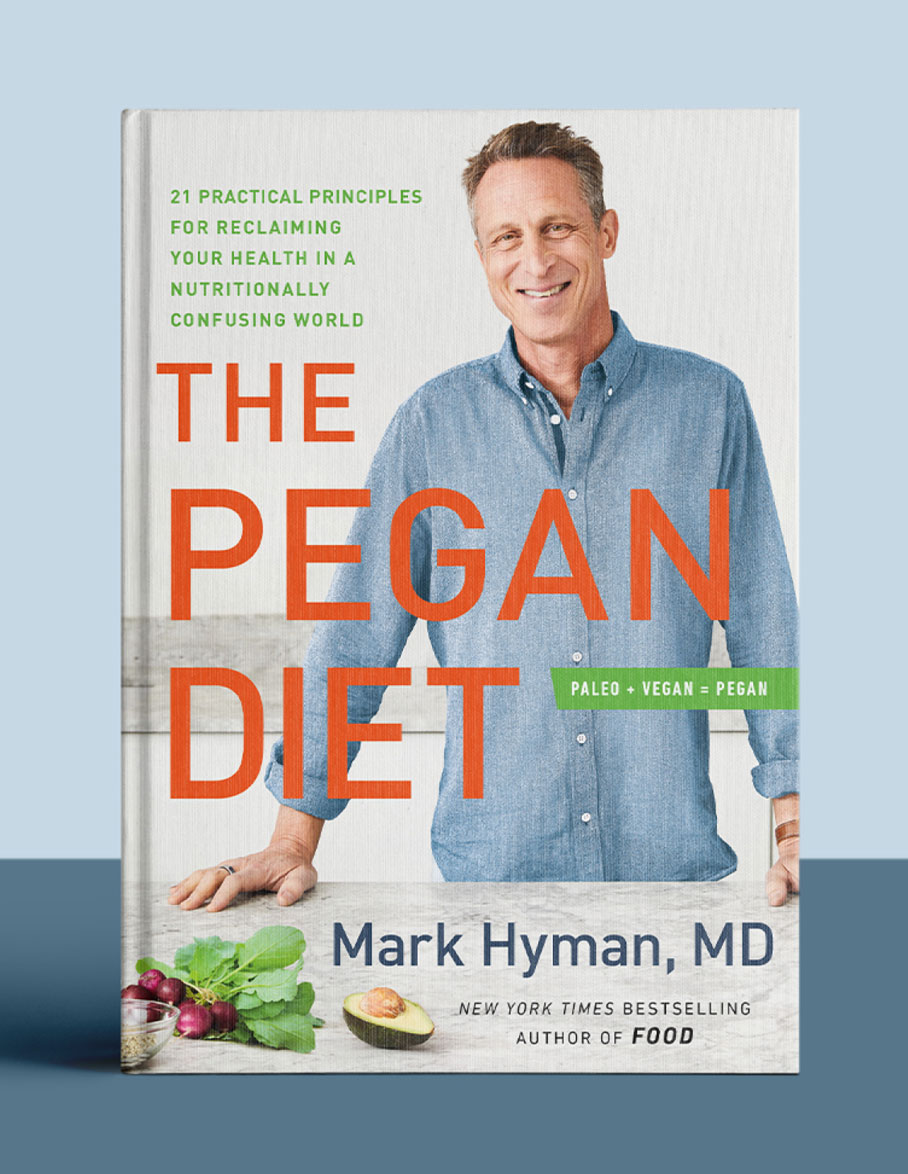 21 PRACTICAL PRINCIPLES
FOR RECLAIMING
YOUR HEALTH IN A
NUTRITIONALLY
CONFUSING WORLD
THE
PEGAN
DIET
PALEO + VEGAN = PEGAN
Mark Hyman, MD
NEW YORK TIMES BESTSELLING
AUTHOR OF FOOD